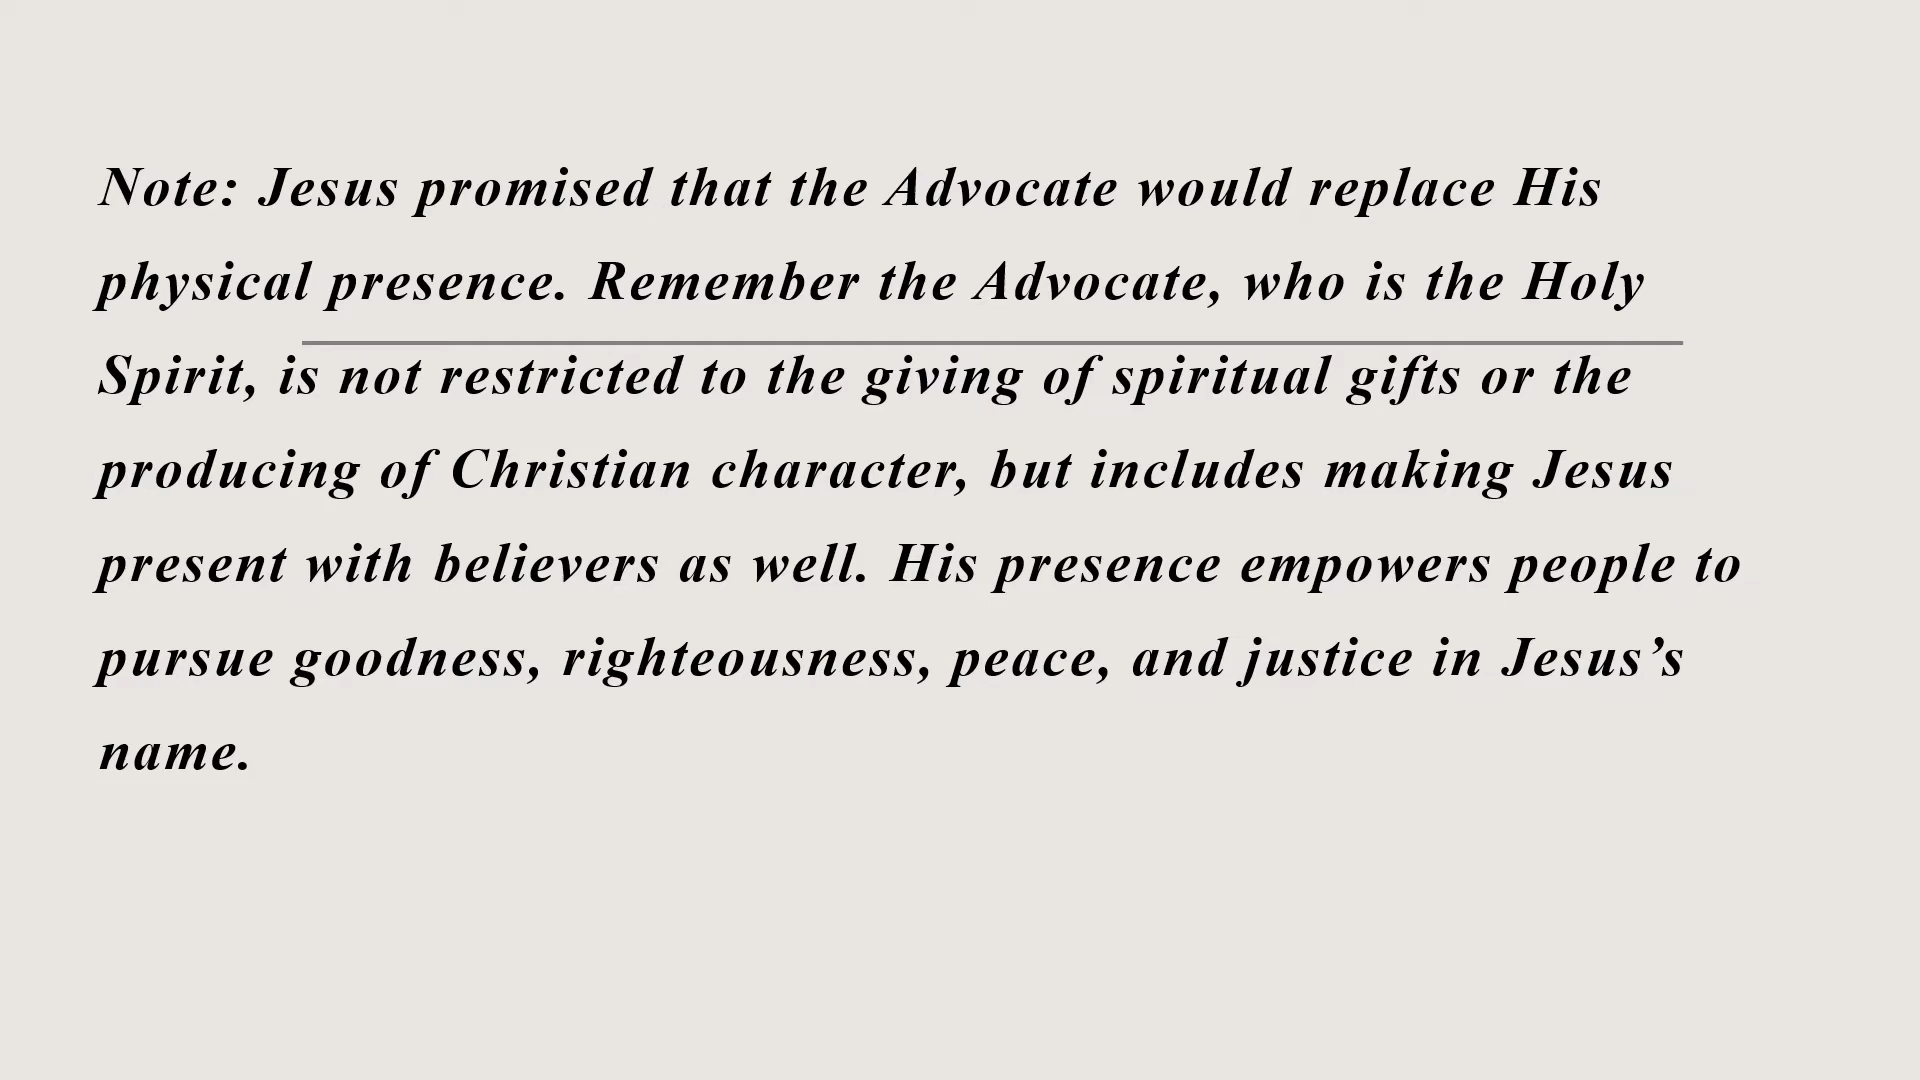 Note: Jesus promised that the Advocate would replace His
physical presence. Remember the Advocate, who is the Holy
Spirit, is not restricted to the giving of spiritual gifts or the
producing of Christian character, but includes making Jesus
present with believers as well. His presence empowers people to
pursue goodness, righteousness, peace, and justice in Jesus’s
name.